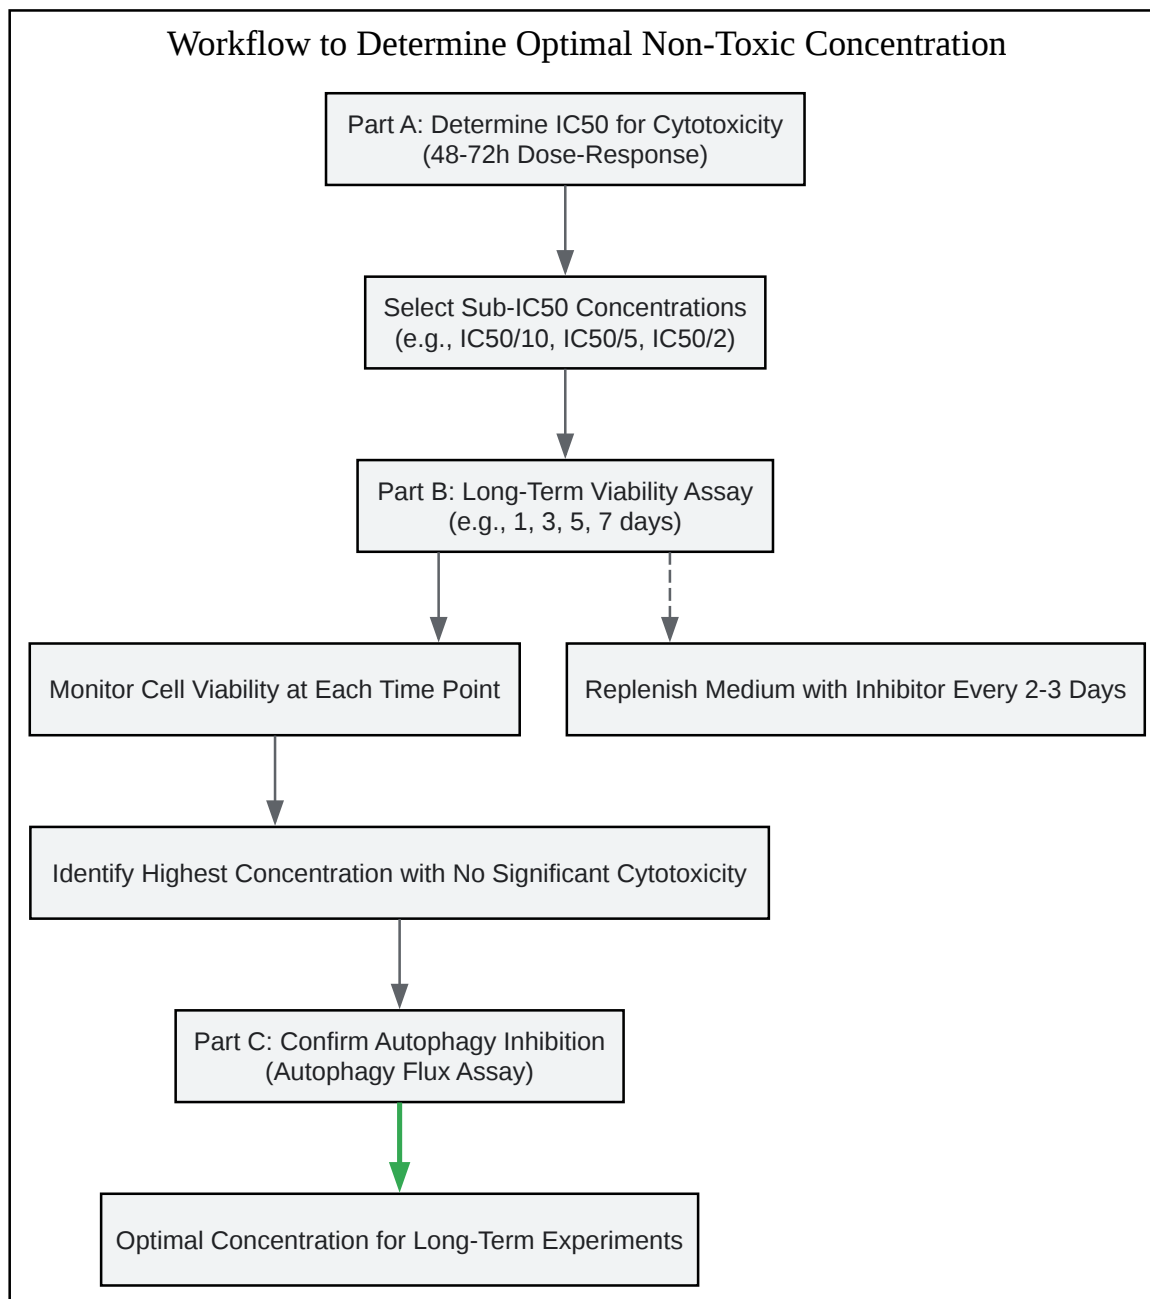 Workflow to Determine Optimal Non-Toxic Concentration
Part A: Determine IC50 for Cytotoxicity
(48-72h Dose-Response)
Select Sub-IC50 Concentrations
(e.g., IC50/10, IC50/5, IC50/2)
Part B: Long-Term Viability Assay
(e.g., 1, 3, 5, 7 days)
Monitor Cell Viability at Each Time Point
Replenish Medium with Inhibitor Every 2-3 Days
Identify Highest Concentration with No Significant Cytotoxicity
Part C: Confirm Autophagy Inhibition
(Autophagy Flux Assay)
Optimal Concentration for Long-Term Experiments